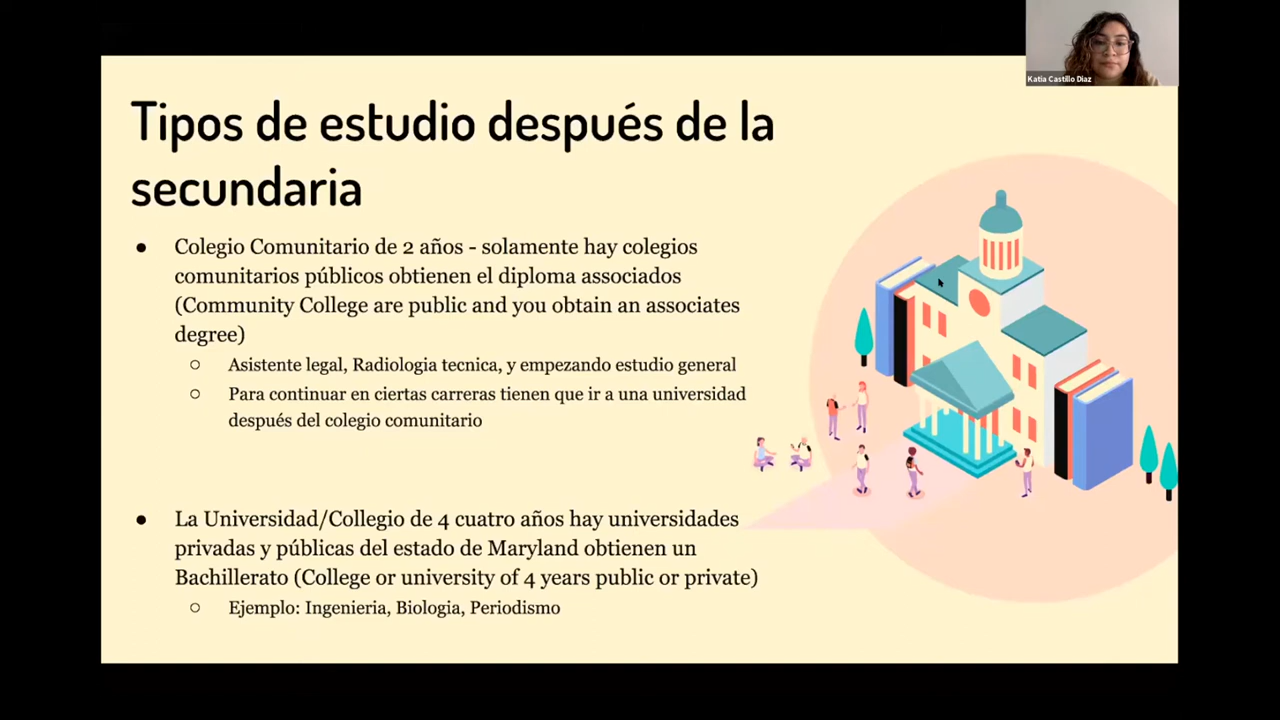 Katia Castillo Diaz
Tipos de estudio después de la
secundaria
● Colegio Comunitario de 2 años - solamente hay colegios
comunitarios públicos obtienen el diploma associados
(Community College are public and you obtain an associates
degree)
○ Asistente legal, Radiologia tecnica, y empezando estudio general
○ Para continuar en ciertas carreras tienen que ir a una universidad
después del colegio comunitario
● La Universidad/Collegio de 4 cuatro años hay universidades
privadas y públicas del estado de Maryland obtienen un
Bachillerato (College or university of 4 years public or private)
○ Ejemplo: Ingenieria, Biologia, Periodismo